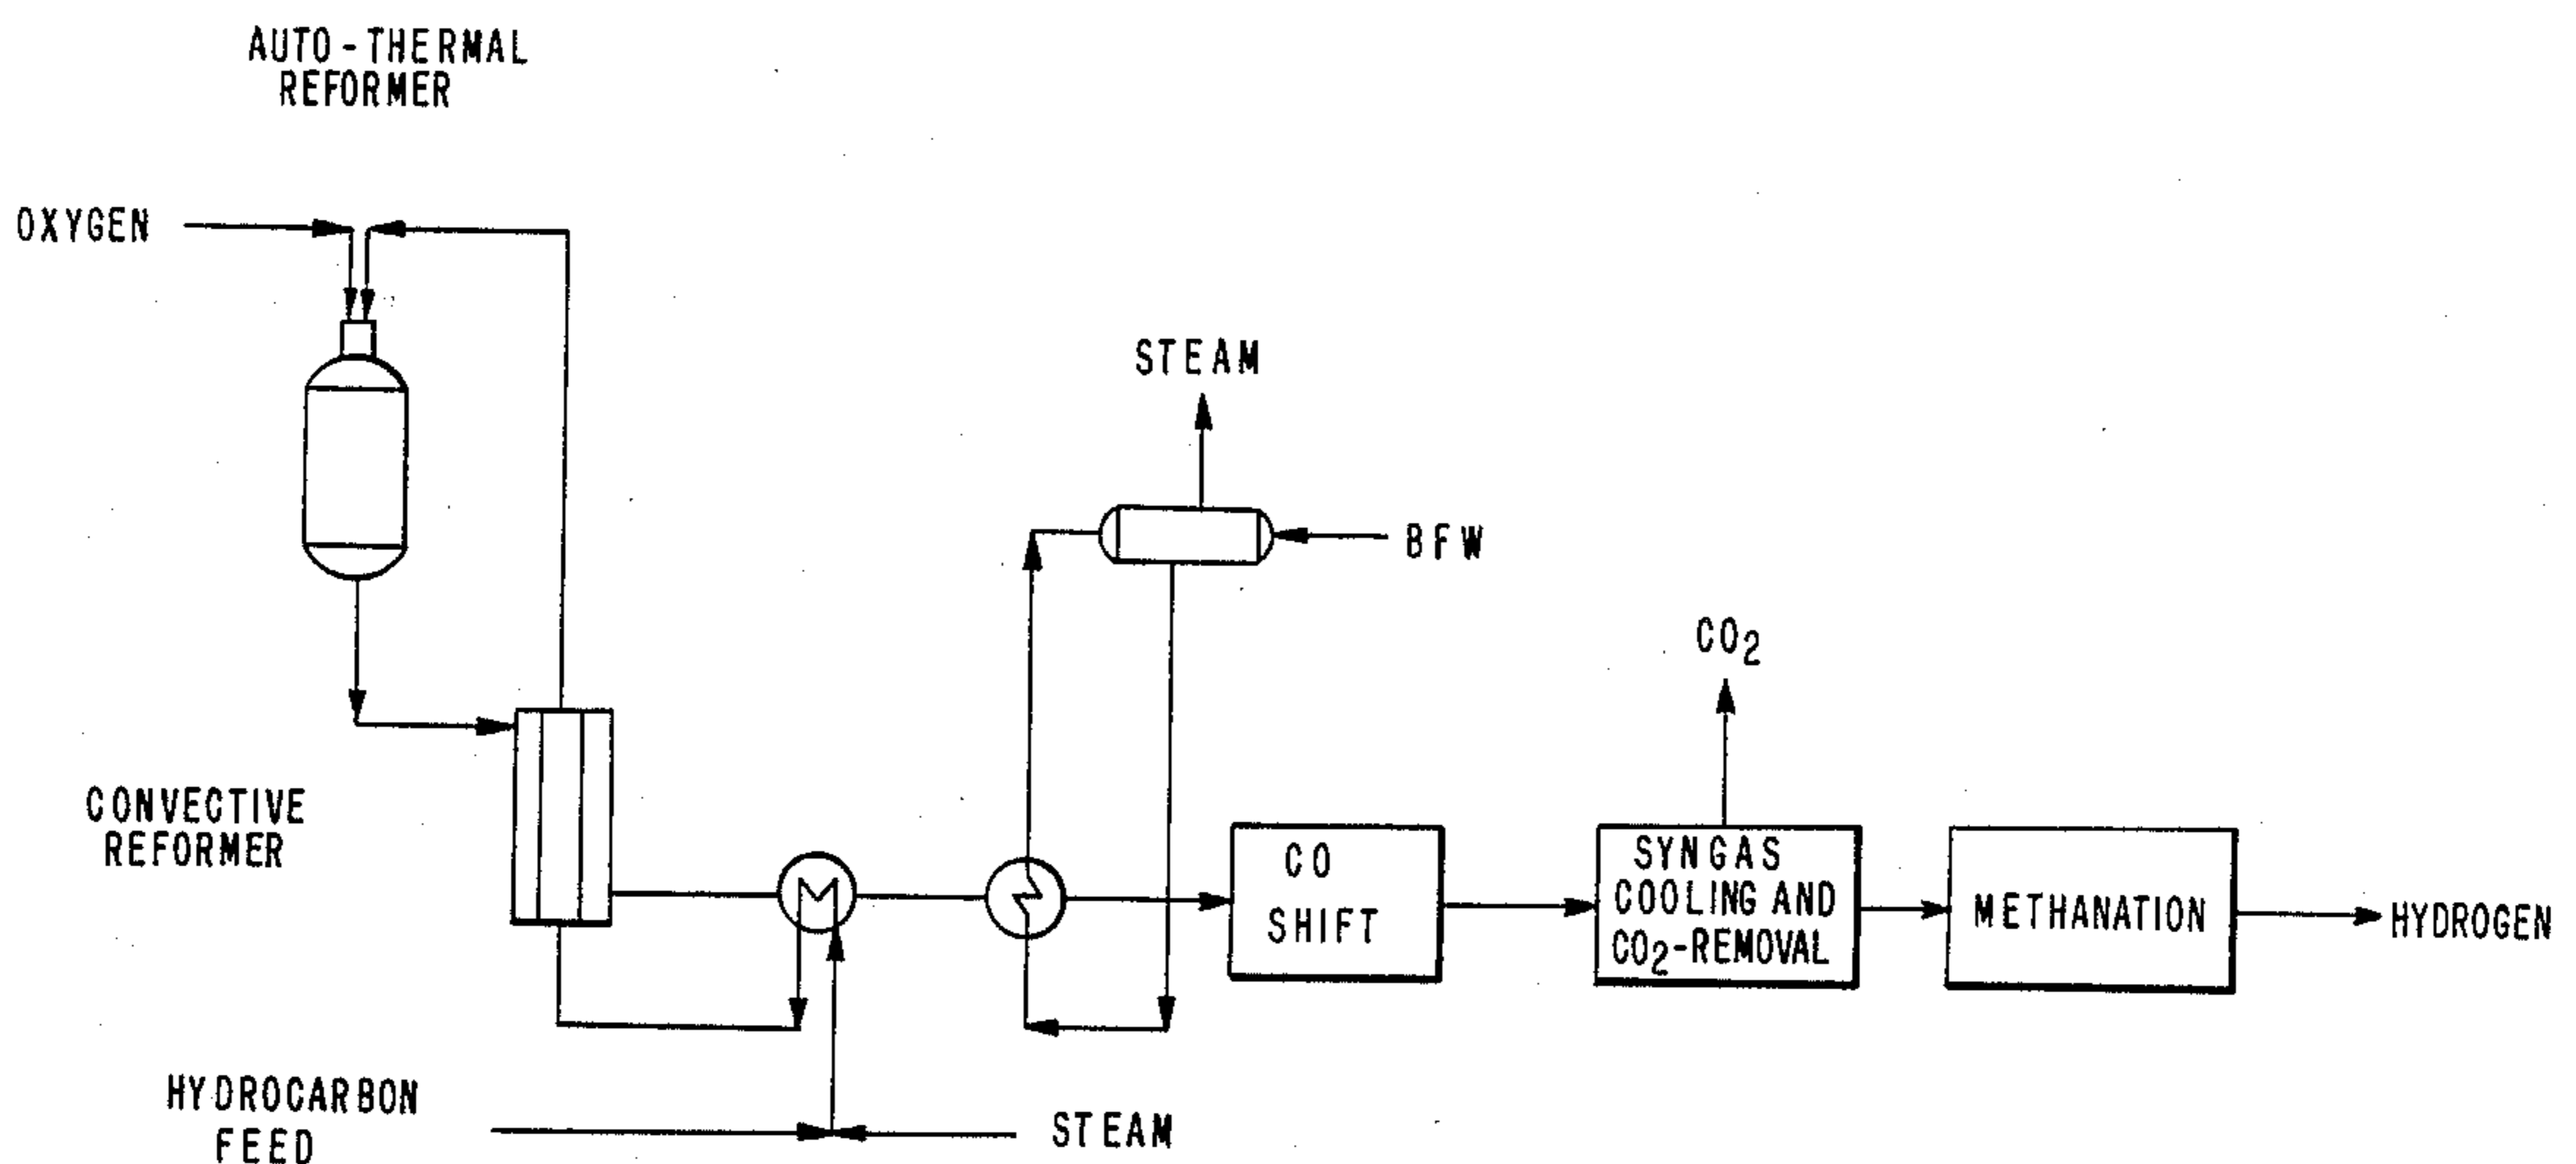 AUTO-THERMAL
REFORMER
OXYGEN
STEAM
BFW
CO2
CONVECTIVE
REFORMER
CO
SHIFT
SYNGAS
COOLING AND
CO2-REMOVAL
METHANATION
HYDROGEN
HYDROCARBON
FEED
STEAM